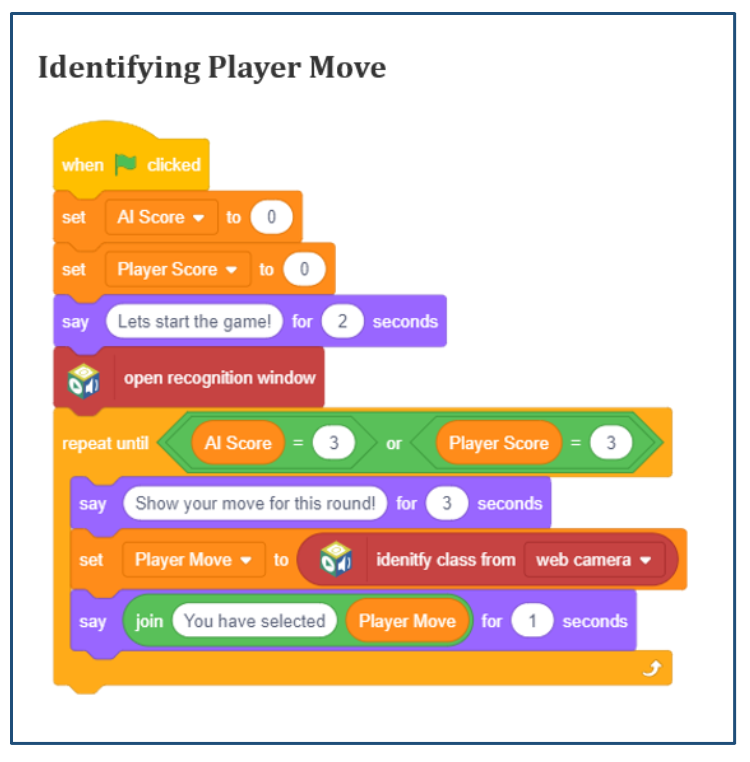 Identifying Player Move
when clicked
set AI Score to 0
set Player Score to 0
say Lets start the game! for 2 seconds
open recognition window
repeat until AI Score = 3 or Player Score = 3
say Show your move for this round! for 3 seconds
set Player Move to idenitfy class from web camera
say join You have selected Player Move for 1 seconds